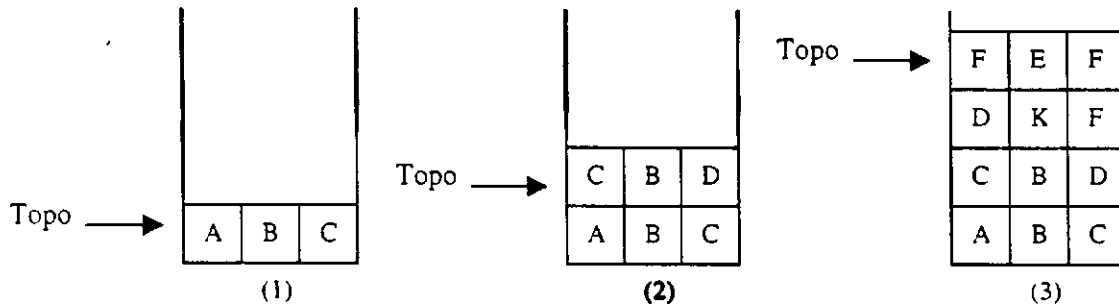 Topo
A B C
(1)
Topo
C B D
A B C
(2)
Topo
F E F
D K F
C B D
A B C
(3)